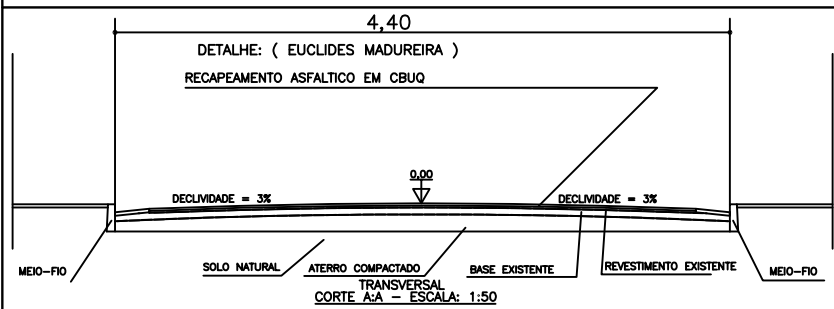 4,40
DETALHE: ( EUCLIDES MADUREIRA )
RECAPEAMENTO ASFALTICO EM CBUQ
0,00
DECLIVIDADE = 3%
DECLIVIDADE = 3%
MEIO-FIO
SOLO NATURAL
ATERRO COMPACTADO
BASE EXISTENTE
REVESTIMENTO EXISTENTE
MEIO-FIO
TRANSVERSAL
CORTE A:A - ESCALA: 1:50